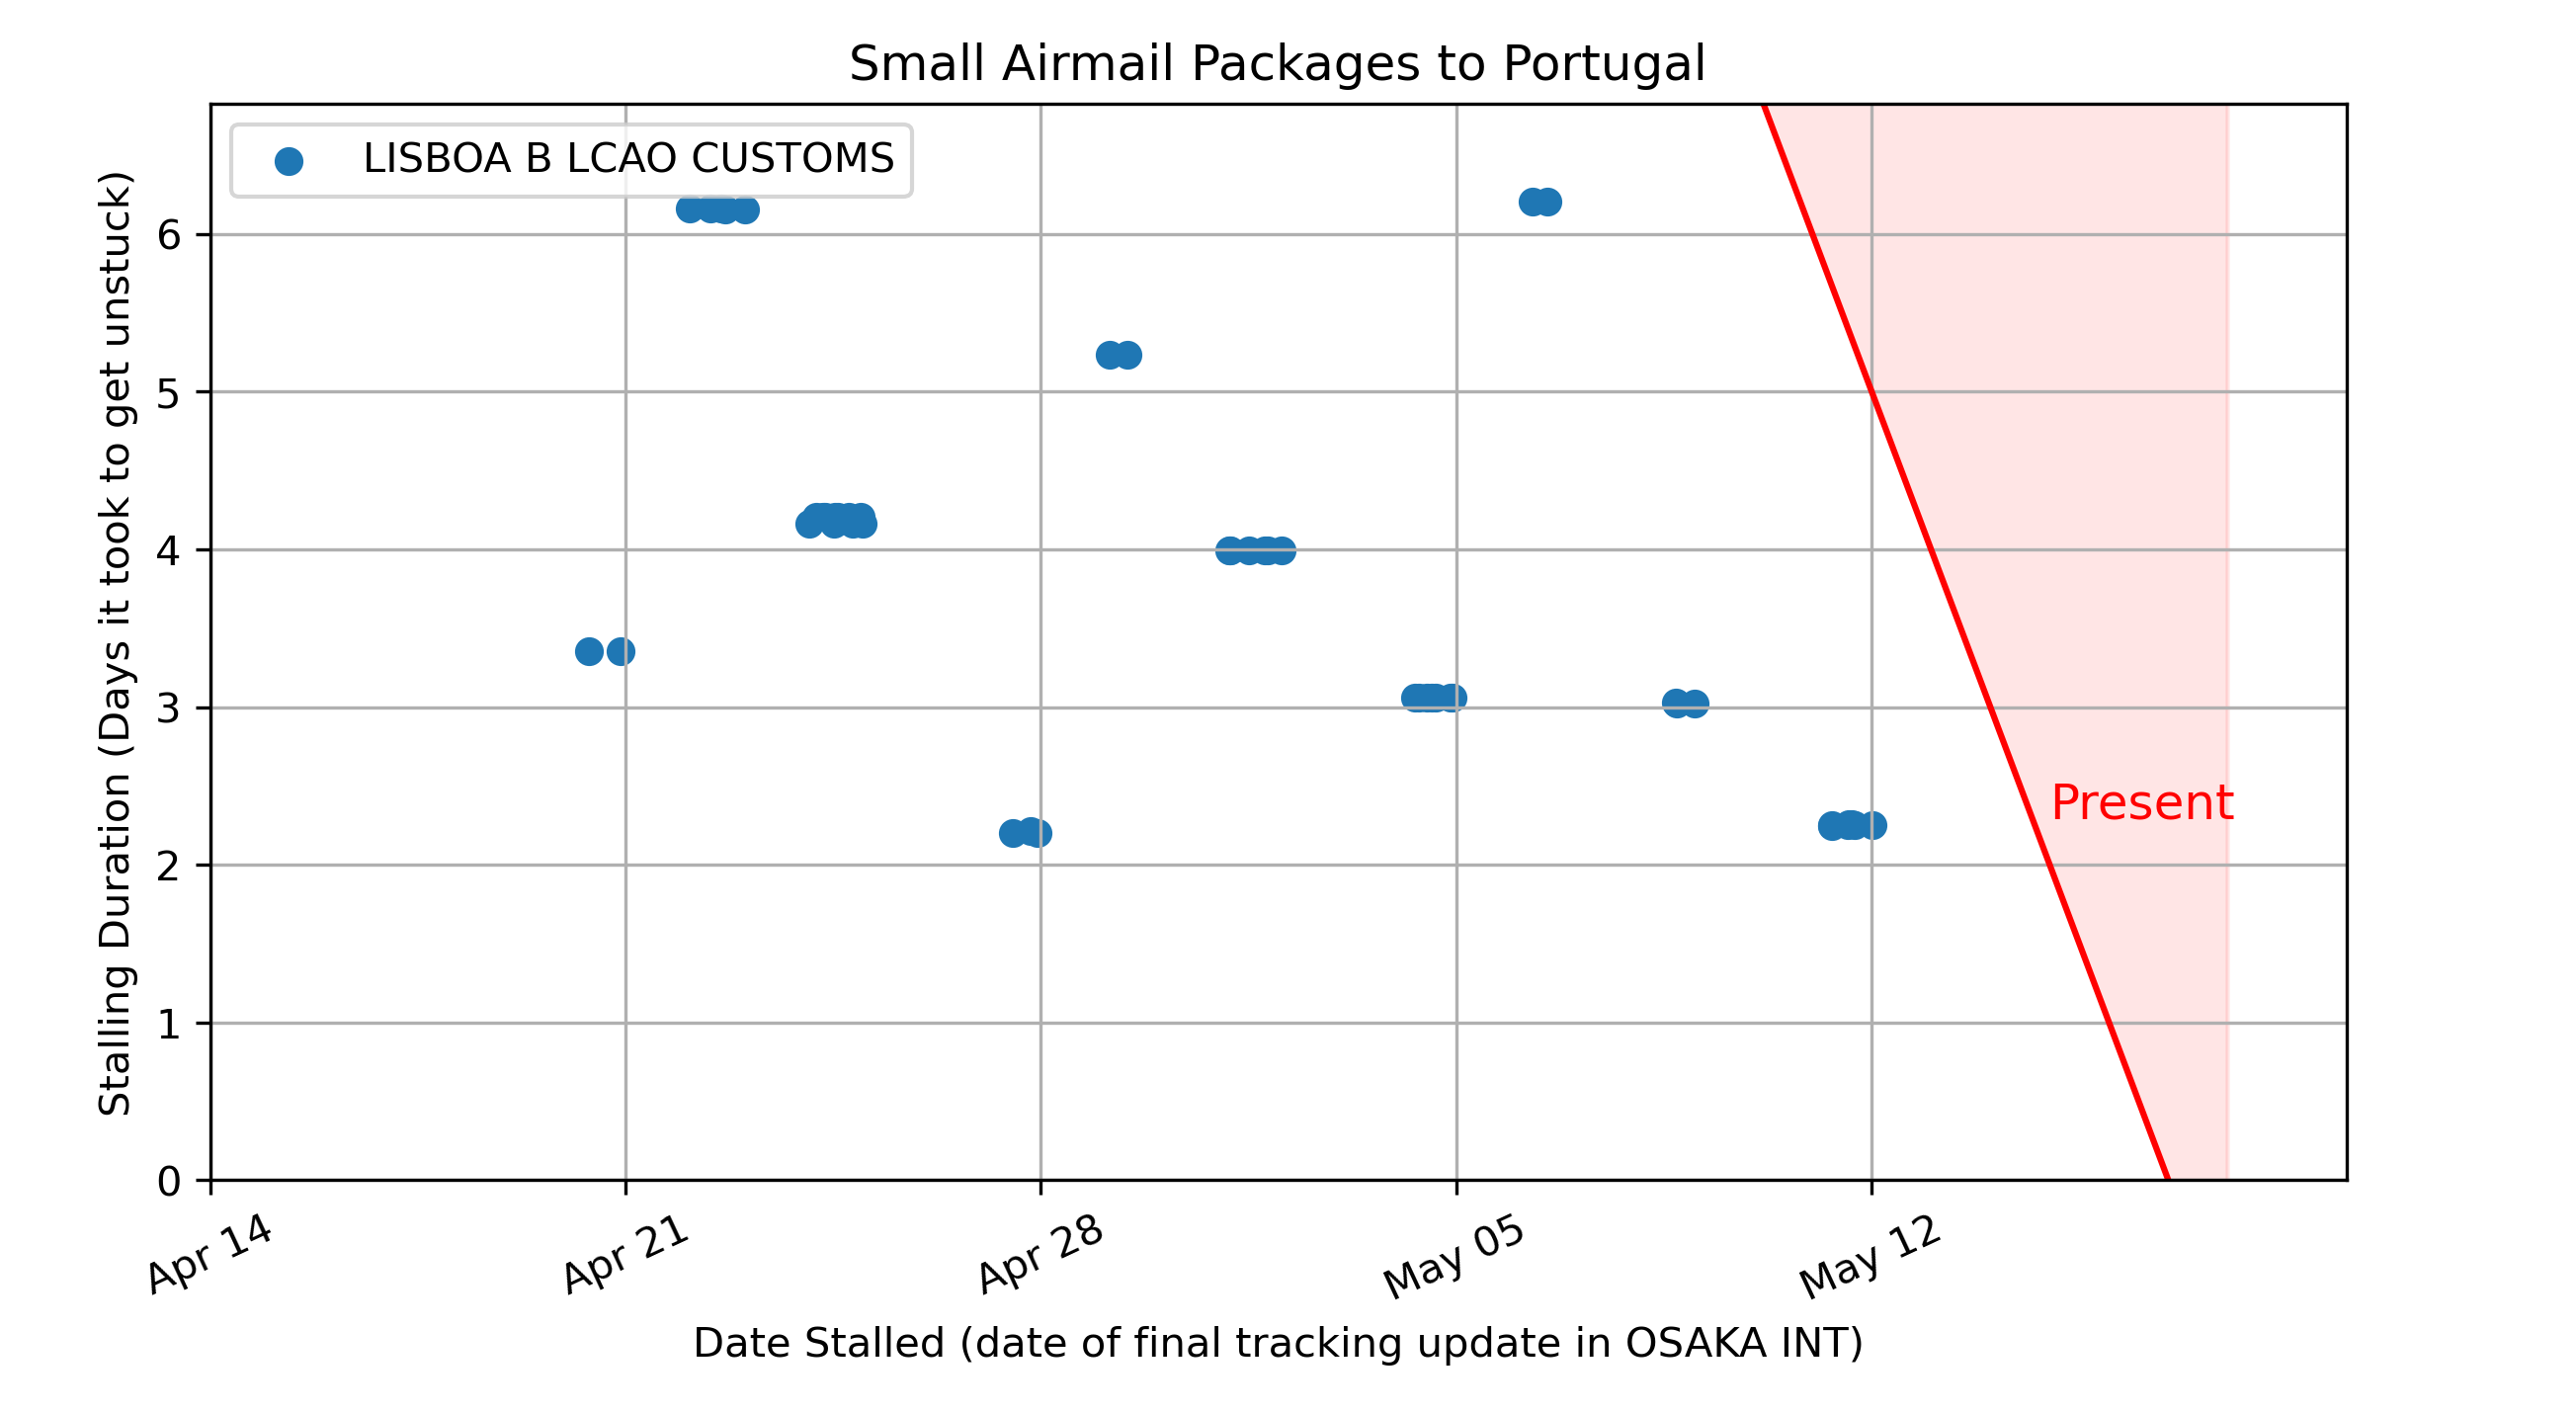 Small Airmail Packages to Portugal
LISBOA B LCAO CUSTOMS
Stalling Duration (Days it took to get unstuck)
6
5
4
3
2
1
0
Present
Apr 14
Apr 21
Apr 28
May 05
May 12
Date Stalled (date of final tracking update in OSAKA INT)